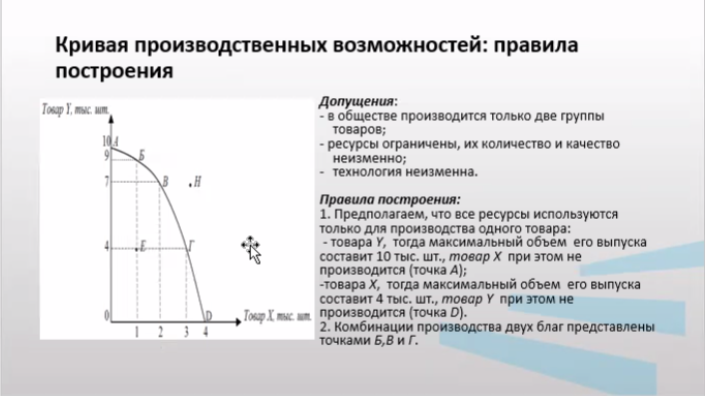 Кривая производственных возможностей: правила
построения
Товар Y, тыс. шт.
10 А
9 Б
7 В Н
4 Е Г
0 D Товар X, тыс. шт.
1 2 3 4
Допущения:
- в обществе производится только две группы
товаров;
- ресурсы ограничены, их количество и качество
неизменно;
- технология неизменна.
Правила построения:
1. Предполагаем, что все ресурсы используются
только для производства одного товара:
- товара Y, тогда максимальный объем его выпуска
составит 10 тыс. шт., товар X при этом не
производится (точка А);
-товара X, тогда максимальный объем его выпуска
составит 4 тыс. шт., товар Y при этом не
производится (точка D).
2. Комбинации производства двух благ представлены
точками Б,В и Г.